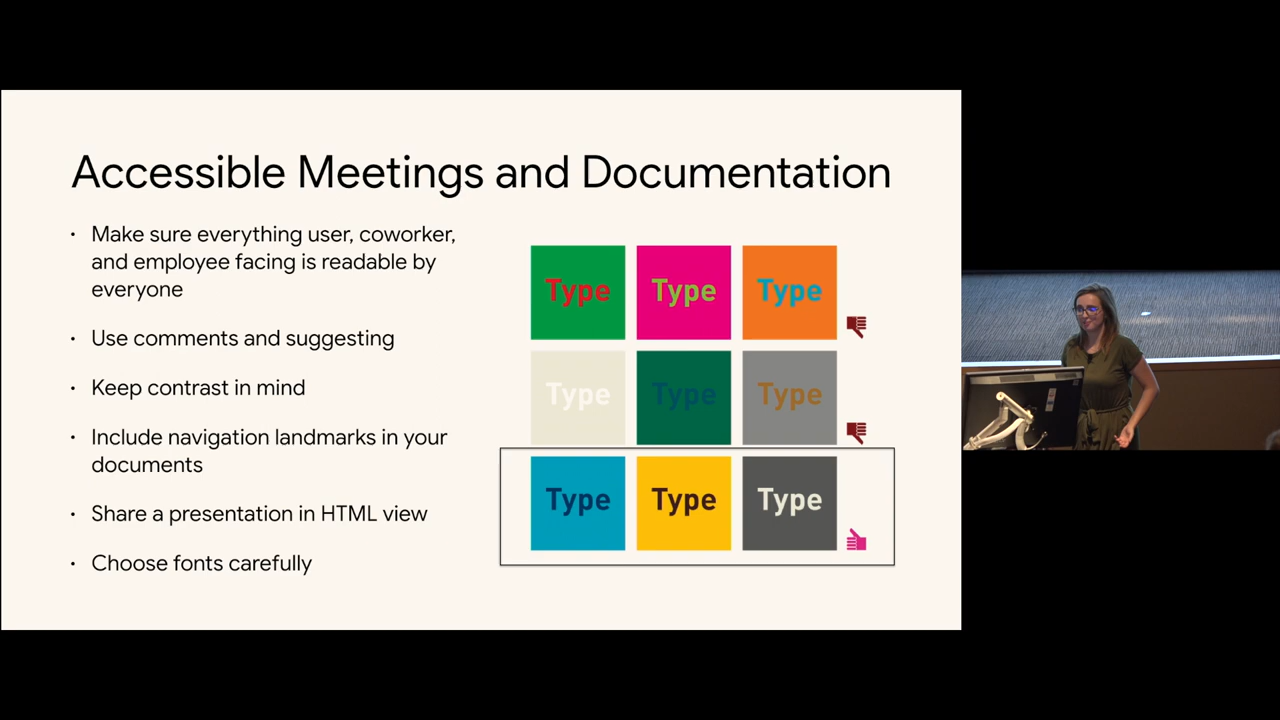 Accessible Meetings and Documentation
• Make sure everything user, coworker,
and employee facing is readable by
everyone
• Use comments and suggesting
• Keep contrast in mind
• Include navigation landmarks in your
documents
• Share a presentation in HTML view
• Choose fonts carefully
Type Type Type
Type Type Type
Type Type Type